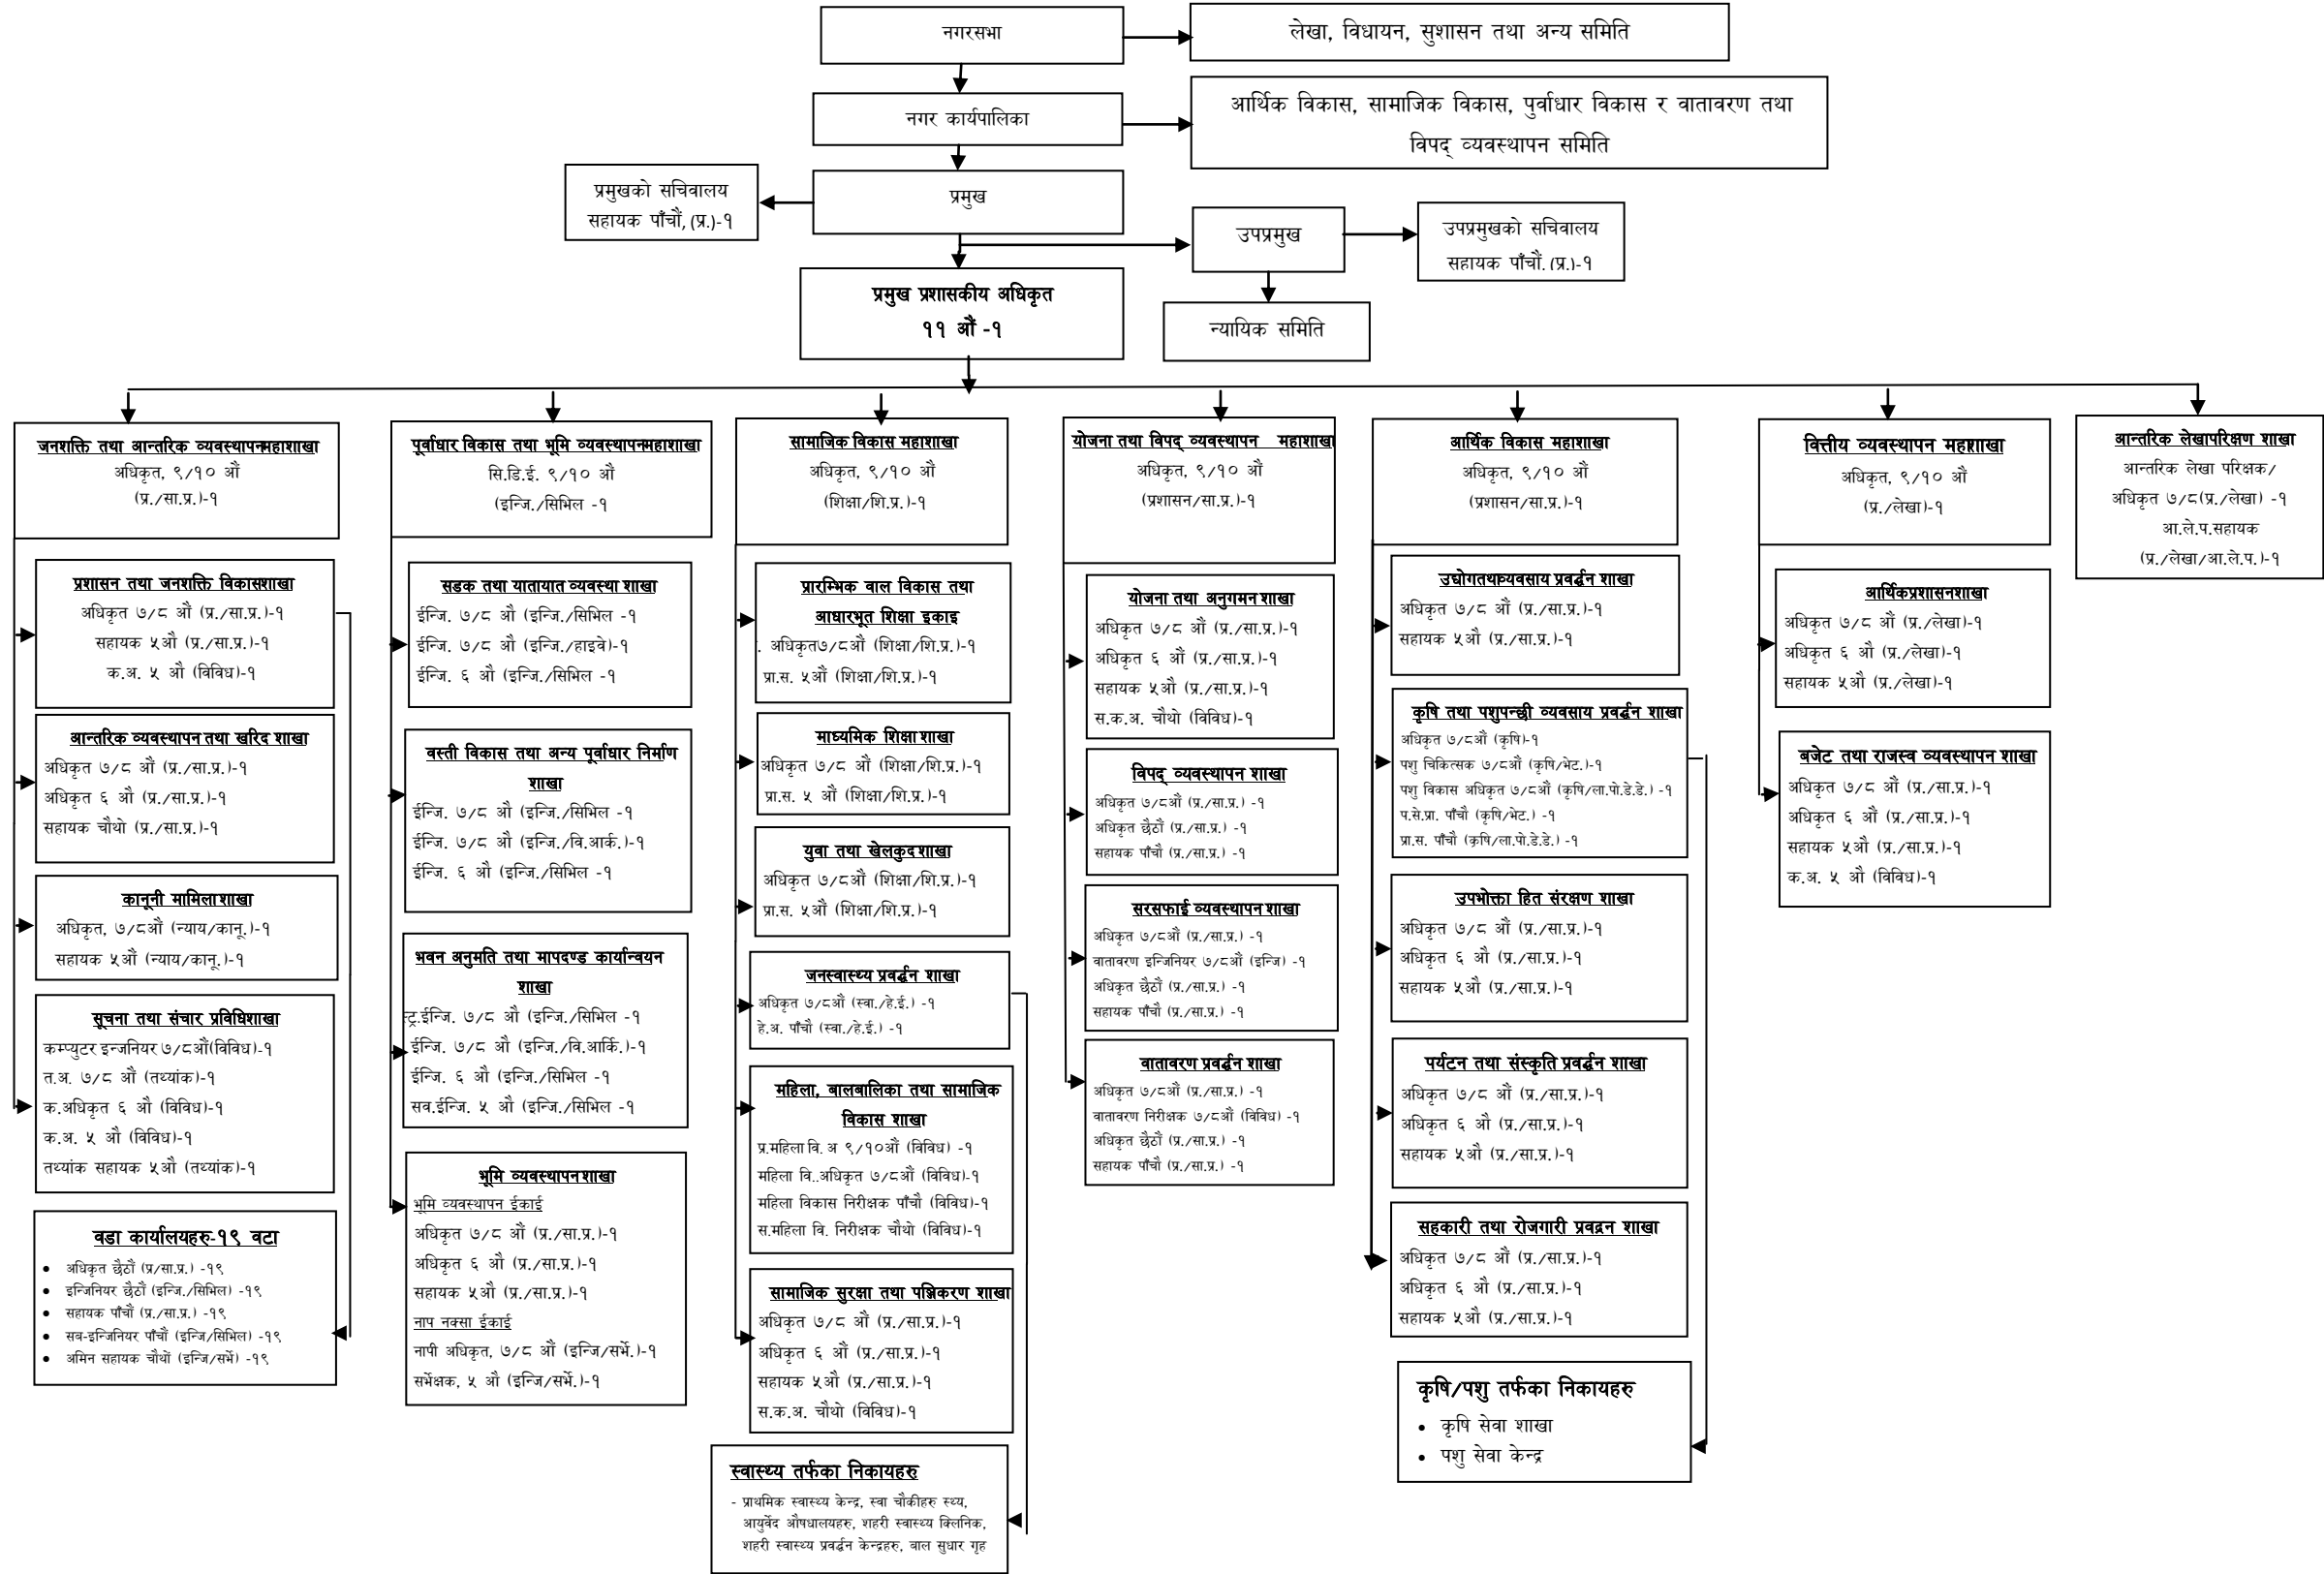 नगरसभा
लेखा, विधायन, सुशासन तथा अन्य समिति
नगर कार्यपालिका
आर्थिक विकास, सामाजिक विकास, पुर्वाधार विकास र वातावरण तथा
विपद् व्यवस्थापन समिति
प्रमुखको सचिवालय
सहायक पाँचौं, (प्र.)-१
प्रमुख
उपप्रमुख
उपप्रमुखको सचिवालय
सहायक पाँचौं. (प्र.)-१
प्रमुख प्रशासकीय अधिकृत
११ औं -१
न्यायिक समिति
जनशक्ति तथा आन्तरिक व्यवस्थापनमहाशाखा
अधिकृत, ९/१० औं
(प्र./सा.प्र.)-१
प्रशासन तथा जनशक्ति विकासशाखा
अधिकृत ७/८ औं (प्र./सा.प्र.)-१
सहायक ५औ (प्र./सा.प्र.)-१
क.अ. ५ औ (विविध)-१
आन्तरिक व्यवस्थापन तथा खरिद शाखा
अधिकृत ७/८ औं (प्र./सा.प्र.)-१
अधिकृत ६ औ (प्र./सा.प्र.)-१
सहायक चौथो (प्र./सा.प्र.)-१
कानूनी मामिला शाखा
अधिकृत, ७/८औं (न्याय/कानू.)-१
सहायक ५औं (न्याय/कानू.)-१
सूचना तथा संचार प्रविधिशाखा
कम्प्युटर इन्जनियर ७/८औं(विविध)-१
त.अ. ७/८ औं (तथ्यांक)-१
क.अधिकृत ६ औ (विविध)-१
क.अ. ५ औ (विविध)-१
तथ्यांक सहायक ५औ (तथ्यांक)-१
वडा कार्यालयहरु-१९ वटा
• अधिकृत छैठौं (प्र/सा.प्र.) -१९
• इन्जिनियर छैठौं (इन्जि./सिभिल) -१९
• सहायक पाँचौं (प्र./सा.प्र.) -१९
• सब-इन्जिनियर पाँचौं (इन्जि/सिभिल) -१९
• अमिन सहायक चौथों (इन्जि/सर्भे) -१९
पूर्वाधार विकास तथा भूमि व्यवस्थापनमहाशाखा
सि.डि.ई. ९/१० औ
(इन्जि./सिभिल -१
सडक तथा यातायात व्यवस्था शाखा
ईन्जि. ७/८ औ (इन्जि./सिभिल -१
ईन्जि. ७/८ औ (इन्जि./हाइवे)-१
ईन्जि. ६ औ (इन्जि./सिभिल -१
वस्ती विकास तथा अन्य पूर्वाधार निर्माण
शाखा
ईन्जि. ७/८ औ (इन्जि./सिभिल -१
ईन्जि. ७/८ औ (इन्जि./वि.आर्क.)-१
ईन्जि. ६ औ (इन्जि./सिभिल -१
भवन अनुमति तथा मापदण्ड कार्यान्वयन
शाखा
स्ट्र.ईन्जि. ७/८ औ (इन्जि./सिभिल -१
ईन्जि. ७/८ औ (इन्जि./वि.आर्कि.)-१
ईन्जि. ६ औ (इन्जि./सिभिल -१
सव.ईन्जि. ५ औ (इन्जि./सिभिल -१
भूमि व्यवस्थापन शाखा
भूमि व्यवस्थापन ईकाई
अधिकृत ७/८ औं (प्र./सा.प्र.)-१
अधिकृत ६ औ (प्र./सा.प्र.)-१
सहायक ५औ (प्र./सा.प्र.)-१
नाप नक्सा ईकाई
नापी अधिकृत, ७/८ औं (इन्जि/सर्भे.)-१
सर्भेक्षक, ५ औ (इन्जि/सर्भे.)-१
सामाजिक विकास महाशाखा
अधिकृत, ९/१० औं
(शिक्षा/शि.प्र.)-१
प्रारम्भिक वाल विकास तथा
आधारभूत शिक्षा इकाइ
. अधिकृत७/८औं (शिक्षा/शि.प्र.)-१
प्रा.स. ५औं (शिक्षा/शि.प्र.)-१
माध्यमिक शिक्षा शाखा
अधिकृत ७/८ औं (शिक्षा/शि.प्र.)-१
प्रा.स. ५ औं (शिक्षा/शि.प्र.)-१
युवा तथा खेलकुद शाखा
अधिकृत ७/८औं (शिक्षा/शि.प्र.)-१
प्रा.स. ५औं (शिक्षा/शि.प्र.)-१
जनस्वास्थ्य प्रवर्द्धन शाखा
अधिकृत ७/८औं (स्वा./हे.ई.) -१
हे.अ. पाँचौ (स्वा./हे.ई.) -१
महिला, बालबालिका तथा सामाजिक
विकास शाखा
प्र.महिला वि. अ ९/१०औं (विविध) -१
महिला वि..अधिकृत ७/८औं (विविध)-१
महिला विकास निरीक्षक पाँचौ (विविध)-१
स.महिला वि. निरीक्षक चौथो (विविध)-१
सामाजिक सुरक्षा तथा पञ्जिकरण शाखा
अधिकृत ७/८ औं (प्र./सा.प्र.)-१
अधिकृत ६ औं (प्र./सा.प्र.)-१
सहायक ५औ (प्र./सा.प्र.)-१
स.क.अ. चौथो (विविध)-१
स्वास्थ्य तर्फका निकायहरु
- प्राथमिक स्वास्थ्य केन्द्र, स्वा चौकीहरु स्थ्य,
आयुर्वेद औषधालयहरु, शहरी स्वास्थ्य क्लिनिक,
शहरी स्वास्थ्य प्रवर्द्धन केन्द्रहरु, बाल सुधार गृह
योजना तथा विपद् व्यवस्थापन महाशाखा
अधिकृत, ९/१० औं
(प्रशासन/सा.प्र.)-१
योजना तथा अनुगमन शाखा
अधिकृत ७/८ औं (प्र./सा.प्र.)-१
अधिकृत ६ औं (प्र./सा.प्र.)-१
सहायक ५औ (प्र./सा.प्र.)-१
स.क.अ. चौथो (विविध)-१
विपद् व्यवस्थापन शाखा
अधिकृत ७/८औं (प्र./सा.प्र.) -१
अधिकृत छैठौं (प्र./सा.प्र.) -१
सहायक पाँचौ (प्र./सा.प्र.) -१
सरसफाई व्यवस्थापन शाखा
अधिकृत ७/८औं (प्र./सा.प्र.) -१
वातावरण इन्जिनियर ७/८औं (इन्जि) -१
अधिकृत छैठौं (प्र./सा.प्र.) -१
सहायक पाँचौ (प्र./सा.प्र.) -१
वातावरण प्रवर्द्धन शाखा
अधिकृत ७/८औं (प्र./सा.प्र.) -१
वातावरण निरीक्षक ७/८औं (विविध) -१
अधिकृत छैठौं (प्र./सा.प्र.) -१
सहायक पाँचौ (प्र./सा.प्र.) -१
आर्थिक विकास महाशाखा
अधिकृत, ९/१० औं
(प्रशासन/सा.प्र.)-१
उद्योगतथाव्यवसाय प्रवर्द्धन शाखा
अधिकृत ७/८ औं (प्र./सा.प्र.)-१
सहायक ५औ (प्र./सा.प्र.)-१
कृषि तथा पशुपन्छी व्यवसाय प्रवर्द्धन शाखा
अधिकृत ७/८औं (कृषि)-१
पशु चिकित्सक ७/८औं (कृषि/भेट.)-१
पशु विकास अधिकृत ७/८औं (कृषि/ला.पो.डे.डे.) -१
प.से.प्रा. पाँचौ (कृषि/भेट.) -१
प्रा.स. पाँचौ (कृषि/ला.पो.डे.डे.) -१
उपभोक्ता हित संरक्षण शाखा
अधिकृत ७/८ औं (प्र./सा.प्र.)-१
अधिकृत ६ औं (प्र./सा.प्र.)-१
सहायक ५औ (प्र./सा.प्र.)-१
पर्यटन तथा संस्कृति प्रवर्द्धन शाखा
अधिकृत ७/८ औं (प्र./सा.प्र.)-१
अधिकृत ६ औं (प्र./सा.प्र.)-१
सहायक ५औ (प्र./सा.प्र.)-१
सहकारी तथा रोजगारी प्रवद्रन शाखा
अधिकृत ७/८ औं (प्र./सा.प्र.)-१
अधिकृत ६ औं (प्र./सा.प्र.)-१
सहायक ५औ (प्र./सा.प्र.)-१
कृषि/पशु तर्फका निकायहरु
• कृषि सेवा शाखा
• पशु सेवा केन्द्र
वित्तीय व्यवस्थापन महाशाखा
अधिकृत, ९/१० औं
(प्र./लेखा)-१
आर्थिकप्रशासनशाखा
अधिकृत ७/८ औं (प्र./लेखा)-१
अधिकृत ६ औ (प्र./लेखा)-१
सहायक ५औ (प्र./लेखा)-१
बजेट तथा राजस्व व्यवस्थापन शाखा
अधिकृत ७/८ औं (प्र./सा.प्र.)-१
अधिकृत ६ औं (प्र./सा.प्र.)-१
सहायक ५औ (प्र./सा.प्र.)-१
क.अ. ५ औ (विविध)-१
आन्तरिक लेखापरिक्षण शाखा
आन्तरिक लेखा परिक्षक/
अधिकृत ७/८(प्र./लेखा) -१
आ.ले.प.सहायक
(प्र./लेखा/आ.ले.प.)-१